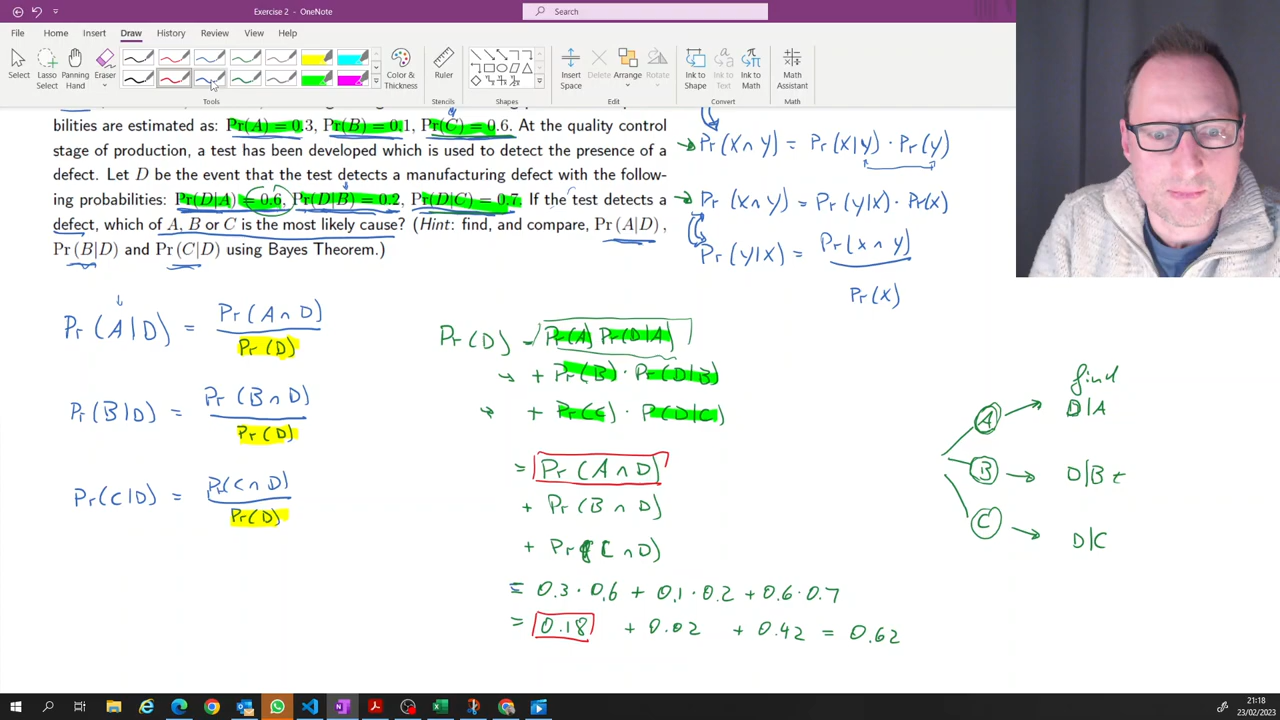 Exercise 2 - OneNote
Search
File Home Insert Draw History Review View Help
Select
Lasso Select
Panning Hand
Eraser
Color & Thickness
Ruler
Insert Space
Delete
Arrange
Rotate
Ink to Shape
Ink to Text
Ink to Math
Math Assistant
Tools
Stencils
Shapes
Edit
Convert
Math
bilities are estimated as: Pr(A) = 0.3, Pr(B) = 0.1, Pr(C) = 0.6. At the quality control
stage of production, a test has been developed which is used to detect the presence of a
defect. Let D be the event that the test detects a manufacturing defect with the follow-
ing probabilities: Pr(D|A) = 0.6, Pr(D|B) = 0.2, Pr(D|C) = 0.7. If the test detects a
defect, which of A, B or C is the most likely cause? (Hint: find, and compare, Pr (A|D) ,
Pr (B|D) and Pr (C|D) using Bayes Theorem.)
Pr(X∩Y) = Pr(X|Y) · Pr(Y)
Pr(X∩Y) = Pr(Y|X) · Pr(X)
Pr(Y|X) = Pr(X∩Y)
Pr(X)
Pr(A|D) = Pr(A∩D)
Pr(D)
Pr(B|D) = Pr(B∩D)
Pr(D)
Pr(C|D) = Pr(C∩D)
Pr(D)
Pr(D) = Pr(A) Pr(D|A)
+ Pr(B) · Pr(D|B)
+ Pr(C) · P(D|C)
= Pr(A∩D)
+ Pr(B∩D)
+ Pr(C∩D)
= 0.3 · 0.6 + 0.1 · 0.2 + 0.6 · 0.7
= 0.18 + 0.02 + 0.42 = 0.62
find
A D|A
B D|B
C D|C
21:18
23/02/2023